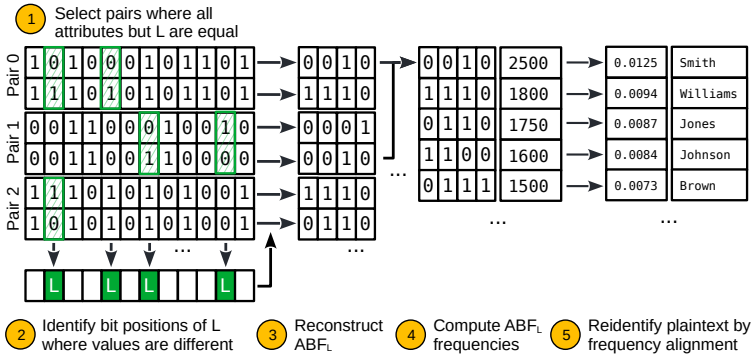 1 Select pairs where all
attributes but L are equal
Pair 0
1 0 1 0 0 0 1 0 1 1 0 1 0 0 1 0 0 0 1 0 2500 0.0125 Smith
1 1 1 0 1 0 1 0 1 1 0 1 1 1 1 0 1 1 1 0 1800 0.0094 Williams
Pair 1
0 0 1 1 0 0 0 1 0 0 1 0 0 0 0 1 0 1 1 0 1750 0.0087 Jones
0 0 1 1 0 0 1 1 0 0 0 0 0 0 1 0 ... 1 1 0 0 1600 0.0084 Johnson
Pair 2
1 1 1 0 1 0 1 0 1 0 0 1 1 1 1 0 0 1 1 1 1500 0.0073 Brown
1 0 1 0 1 0 1 0 1 0 0 1 0 1 1 0 ... ...
... ...
L L L L
2 Identify bit positions of L
where values are different
3 Reconstruct
ABFL
4 Compute ABFL
frequencies
5 Reidentify plaintext by
frequency alignment